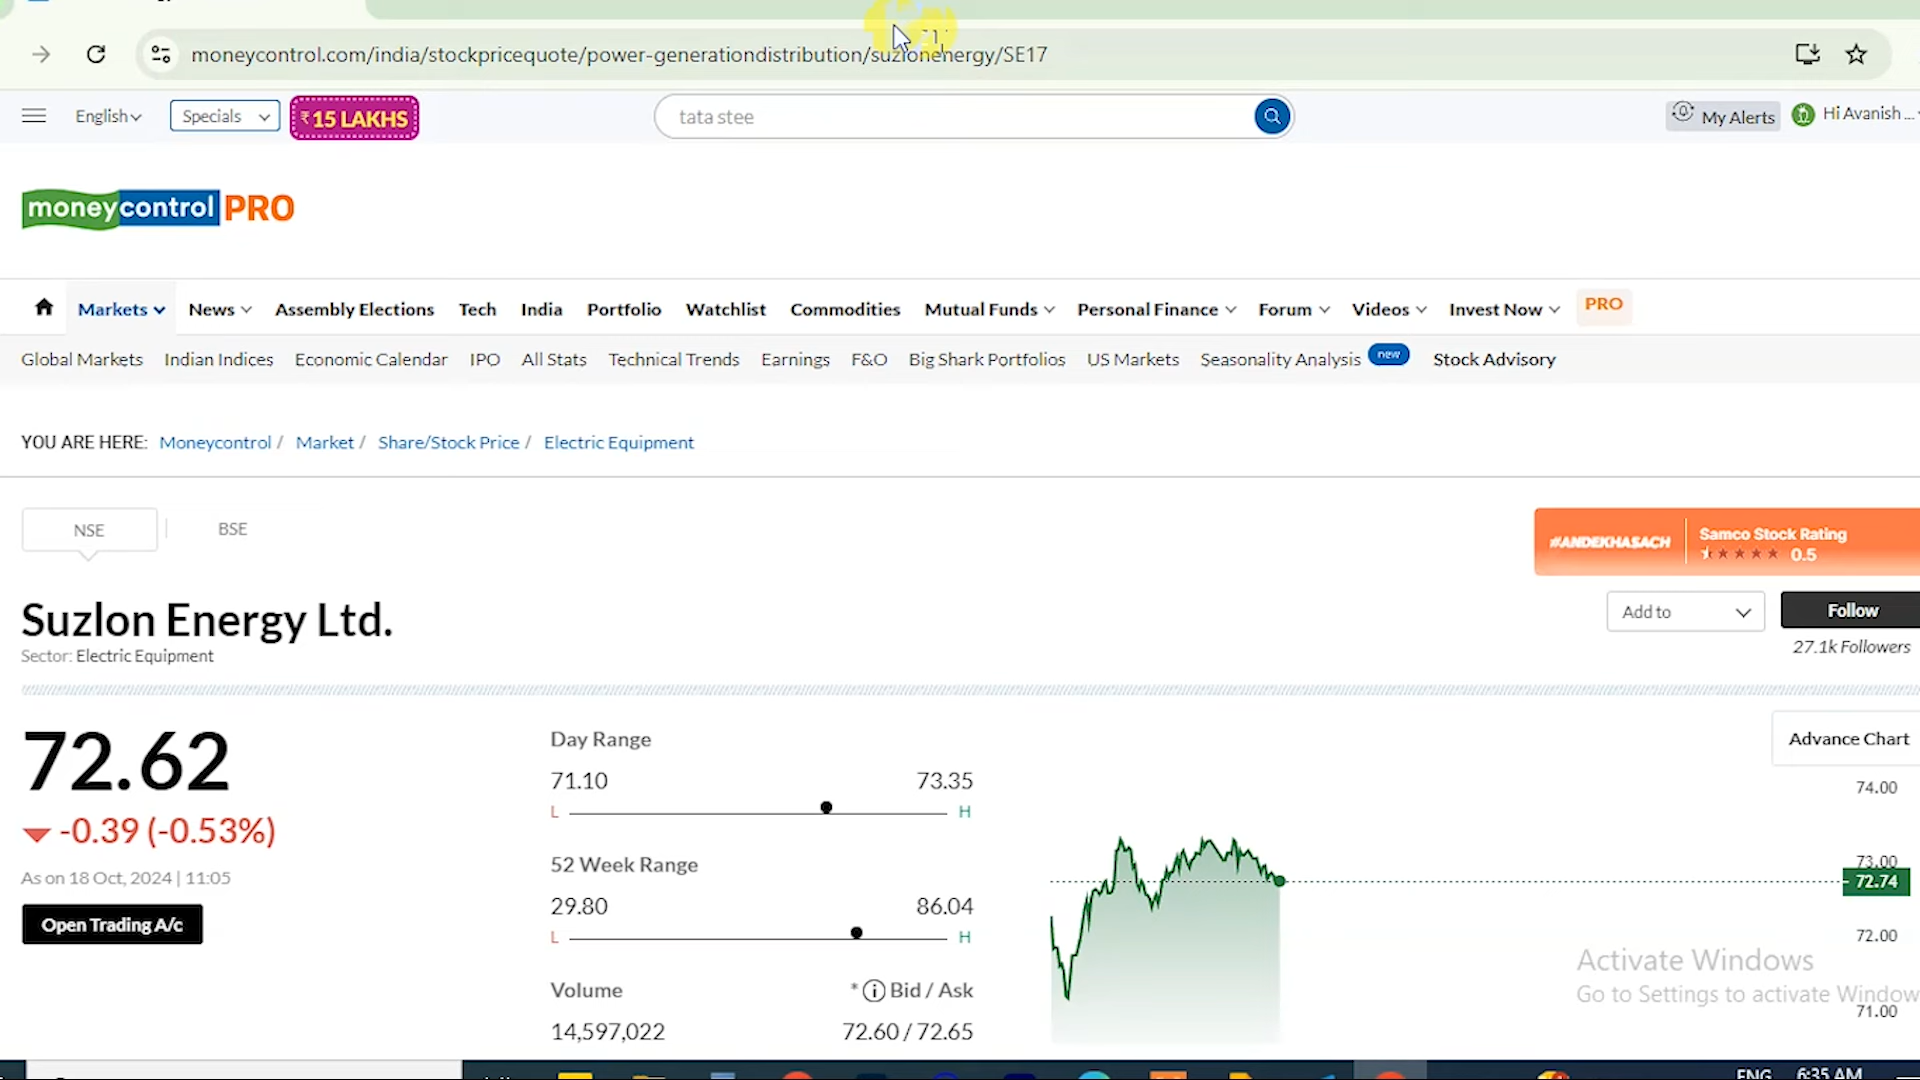 moneycontrol.com/india/stockpricequote/power-generationdistribution/suzlonenergy/SE17
English
Specials
₹15 LAKHS
tata stee
My Alerts
Hi Avanish ...
moneycontrol PRO
Markets
News
Assembly Elections
Tech
India
Portfolio
Watchlist
Commodities
Mutual Funds
Personal Finance
Forum
Videos
Invest Now
PRO
Global Markets
Indian Indices
Economic Calendar
IPO
All Stats
Technical Trends
Earnings
F&O
Big Shark Portfolios
US Markets
Seasonality Analysis
new
Stock Advisory
YOU ARE HERE: Moneycontrol / Market / Share/Stock Price / Electric Equipment
NSE
BSE
#ANDEKHASACH
Samco Stock Rating
0.5
Suzlon Energy Ltd.
Sector: Electric Equipment
Add to
Follow
27.1k Followers
72.62
-0.39 (-0.53%)
As on 18 Oct, 2024 | 11:05
Open Trading A/c
Day Range
71.10 73.35
L H
52 Week Range
29.80 86.04
L H
Volume * Bid / Ask
14,597,022 72.60 / 72.65
Advance Chart
74.00
73.00
72.74
72.00
71.00
Activate Windows
Go to Settings to activate Window
ENG 6:35 AM